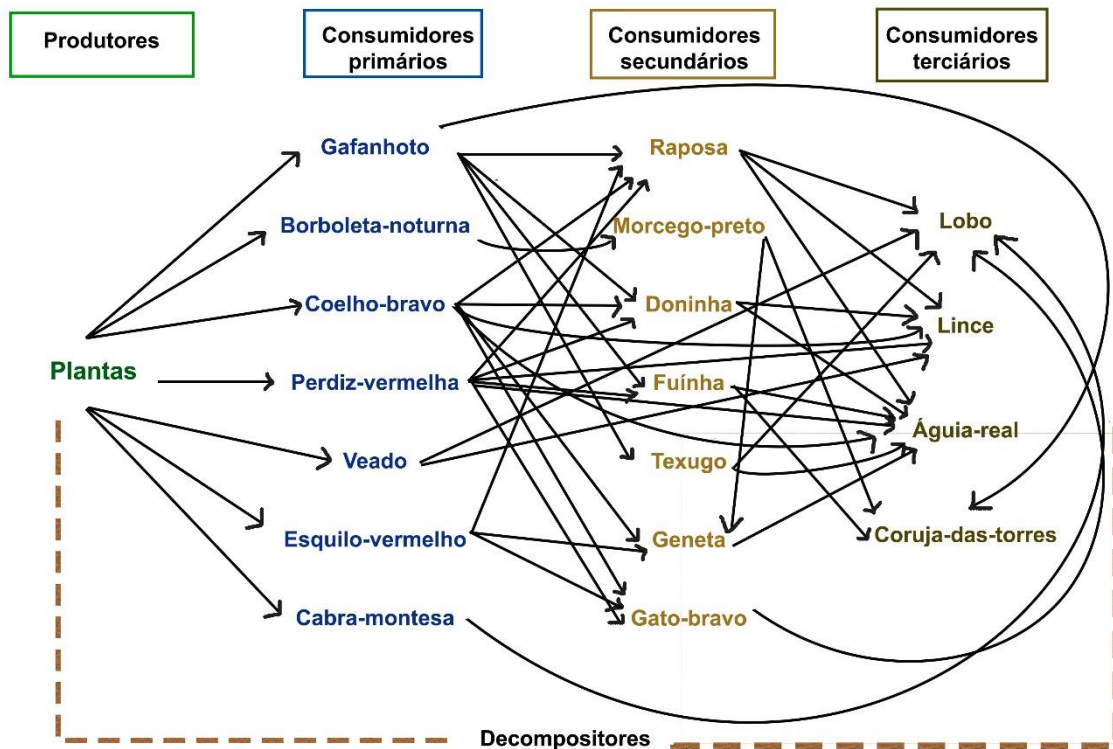 Produtores
Consumidores
primários
Consumidores
secundários
Consumidores
terciários
Gafanhoto
Raposa
Borboleta-noturna
Morcego-preto
Lobo
Coelho-bravo
Doninha
Lince
Plantas
Perdiz-vermelha
Fuínha
Águia-real
Veado
Texugo
Esquilo-vermelho
Geneta
Coruja-das-torres
Cabra-montesa
Gato-bravo
Decompositores